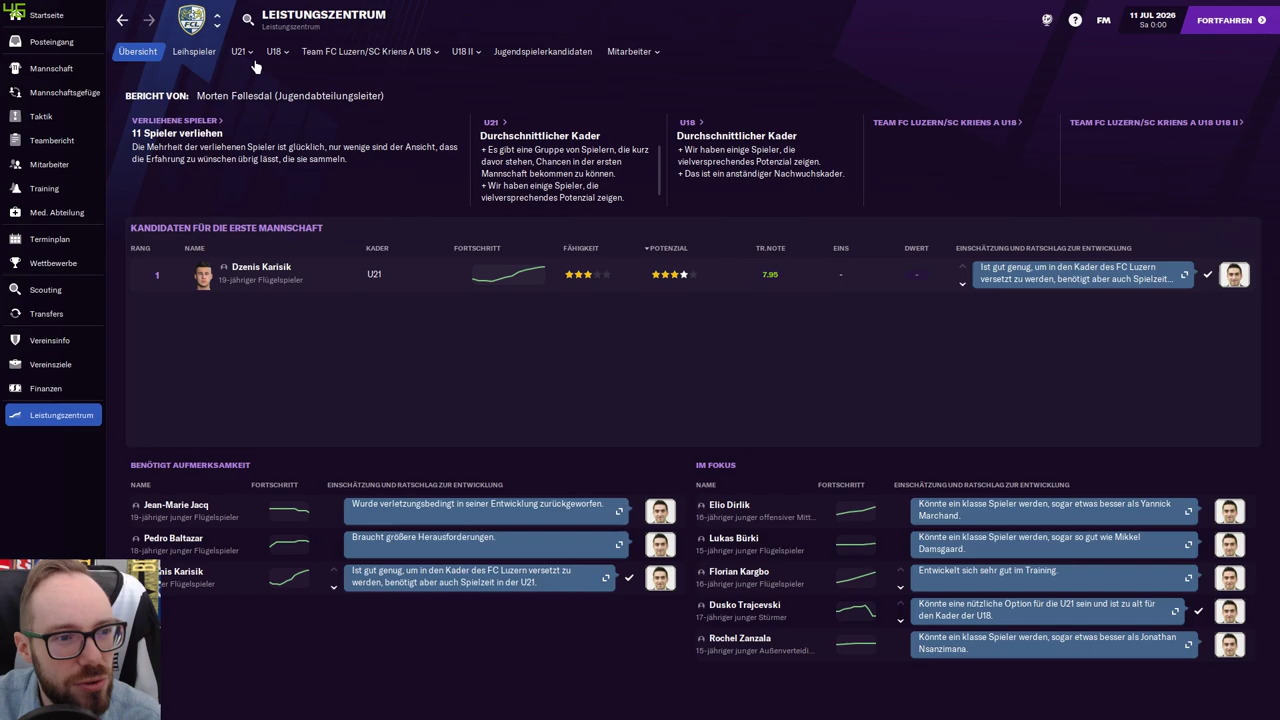 45
Startseite
Posteingang
Mannschaft
Mannschaftsgefüge
Taktik
Teambericht
Mitarbeiter
Training
Med. Abteilung
Terminplan
Wettbewerbe
Scouting
Transfers
Vereinsinfo
Vereinsziele
Finanzen
Leistungszentrum
FCL
LEISTUNGSZENTRUM
Leistungszentrum
? FM 11 JUL 2026
Sa 0:00
FORTFAHREN
Übersicht Leihspieler U21 U18 Team FC Luzern/SC Kriens A U18 U18 II Jugendspielerkandidaten Mitarbeiter
BERICHT VON: Morten Føllesdal (Jugendabteilungsleiter)
VERLIEHENE SPIELER >
11 Spieler verliehen
Die Mehrheit der verliehenen Spieler ist glücklich, nur wenige sind der Ansicht, dass
die Erfahrung zu wünschen übrig lässt, die sie sammeln.
U21 >
Durchschnittlicher Kader
+ Es gibt eine Gruppe von Spielern, die kurz
davor stehen, Chancen in der ersten
Mannschaft bekommen zu können.
+ Wir haben einige Spieler, die
vielversprechendes Potenzial zeigen.
U18 >
Durchschnittlicher Kader
+ Wir haben einige Spieler, die
vielversprechendes Potenzial zeigen.
+ Das ist ein anständiger Nachwuchskader.
TEAM FC LUZERN/SC KRIENS A U18 >
TEAM FC LUZERN/SC KRIENS A U18 U18 II >
KANDIDATEN FÜR DIE ERSTE MANNSCHAFT
RANG NAME KADER FORTSCHRITT FÄHIGKEIT POTENZIAL TR.NOTE EINS DWERT EINSCHÄTZUNG UND RATSCHLAG ZUR ENTWICKLUNG
1 Dzenis Karisik U21 7.95 - -
19-jähriger Flügelspieler
Ist gut genug, um in den Kader des FC Luzern
versetzt zu werden, benötigt aber auch Spielzeit...
BENÖTIGT AUFMERKSAMKEIT
NAME FORTSCHRITT EINSCHÄTZUNG UND RATSCHLAG ZUR ENTWICKLUNG
Jean-Marie Jacq
19-jähriger junger Flügelspieler
Wurde verletzungsbedingt in seiner Entwicklung zurückgeworfen.
Pedro Baltazar
18-jähriger junger Flügelspieler
Braucht größere Herausforderungen.
Karisik
Flügelspieler
Ist gut genug, um in den Kader des FC Luzern versetzt zu
werden, benötigt aber auch Spielzeit in der U21.
IM FOKUS
NAME FORTSCHRITT EINSCHÄTZUNG UND RATSCHLAG ZUR ENTWICKLUNG
Elio Dirlik
16-jähriger junger offensiver Mitt...
Könnte ein klasse Spieler werden, sogar etwas besser als Yannick
Marchand.
Lukas Bürki
15-jähriger junger Flügelspieler
Könnte ein klasse Spieler werden, sogar so gut wie Mikkel
Damsgaard.
Florian Kargbo
16-jähriger junger Flügelspieler
Entwickelt sich sehr gut im Training.
Dusko Trajcevski
17-jähriger junger Stürmer
Könnte eine nützliche Option für die U21 sein und ist zu alt für
den Kader der U18.
Rochel Zanzala
15-jähriger junger Außenverteidi...
Könnte ein klasse Spieler werden, sogar etwas besser als Jonathan
Nsanzimana.